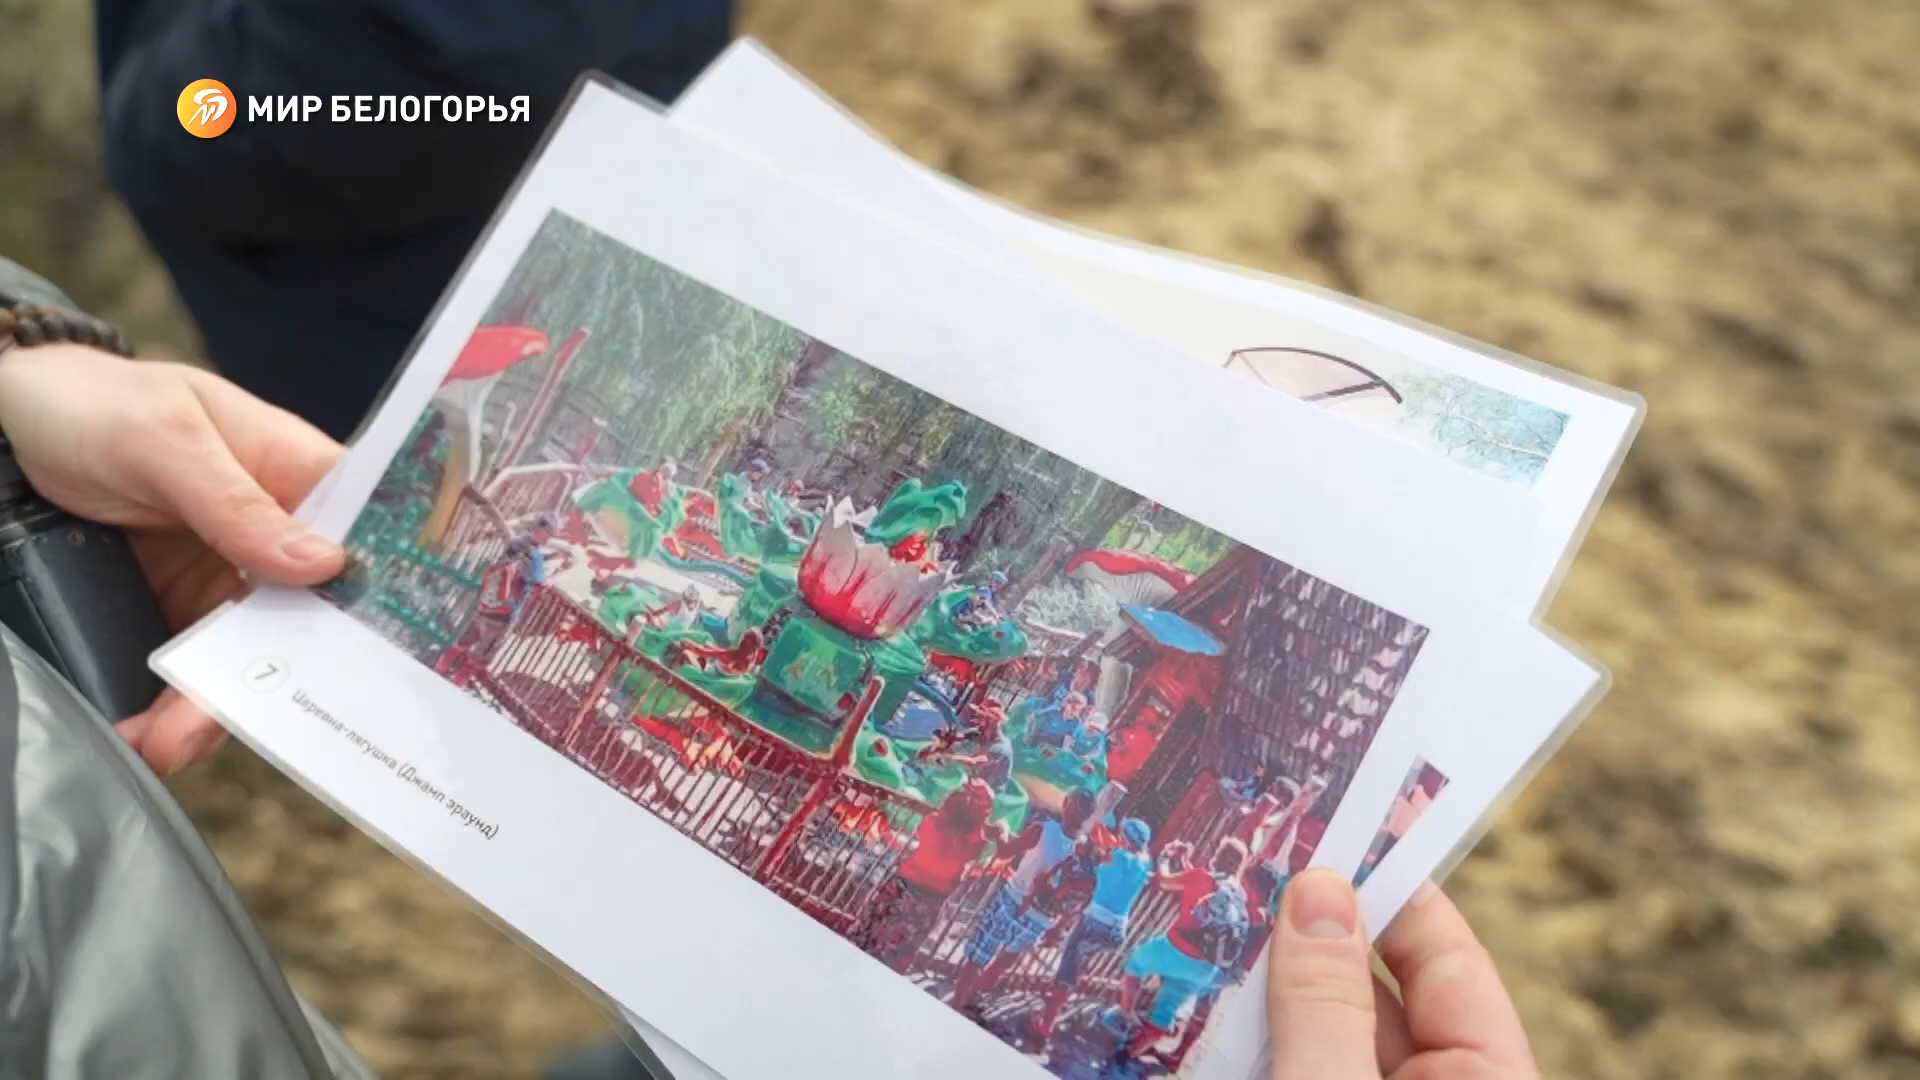 МИР БЕЛОГОРЬЯ
7
Царевна-лягушка (Джамп эраунд)